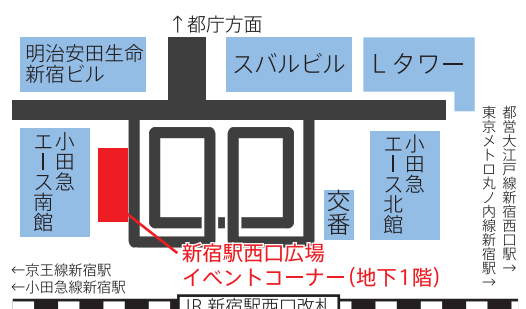 ↑都庁方面
明治安田生命
新宿ビル
スバルビル
Lタワー
小田急
エース南館
小田急
エース北館
交番
都営大江戸線新宿西口駅→
東京メトロ丸ノ内線新宿駅→
新宿駅西口広場
イベントコーナー(地下1階)
←京王線新宿駅
←小田急線新宿駅
JR 新宿駅西口改札